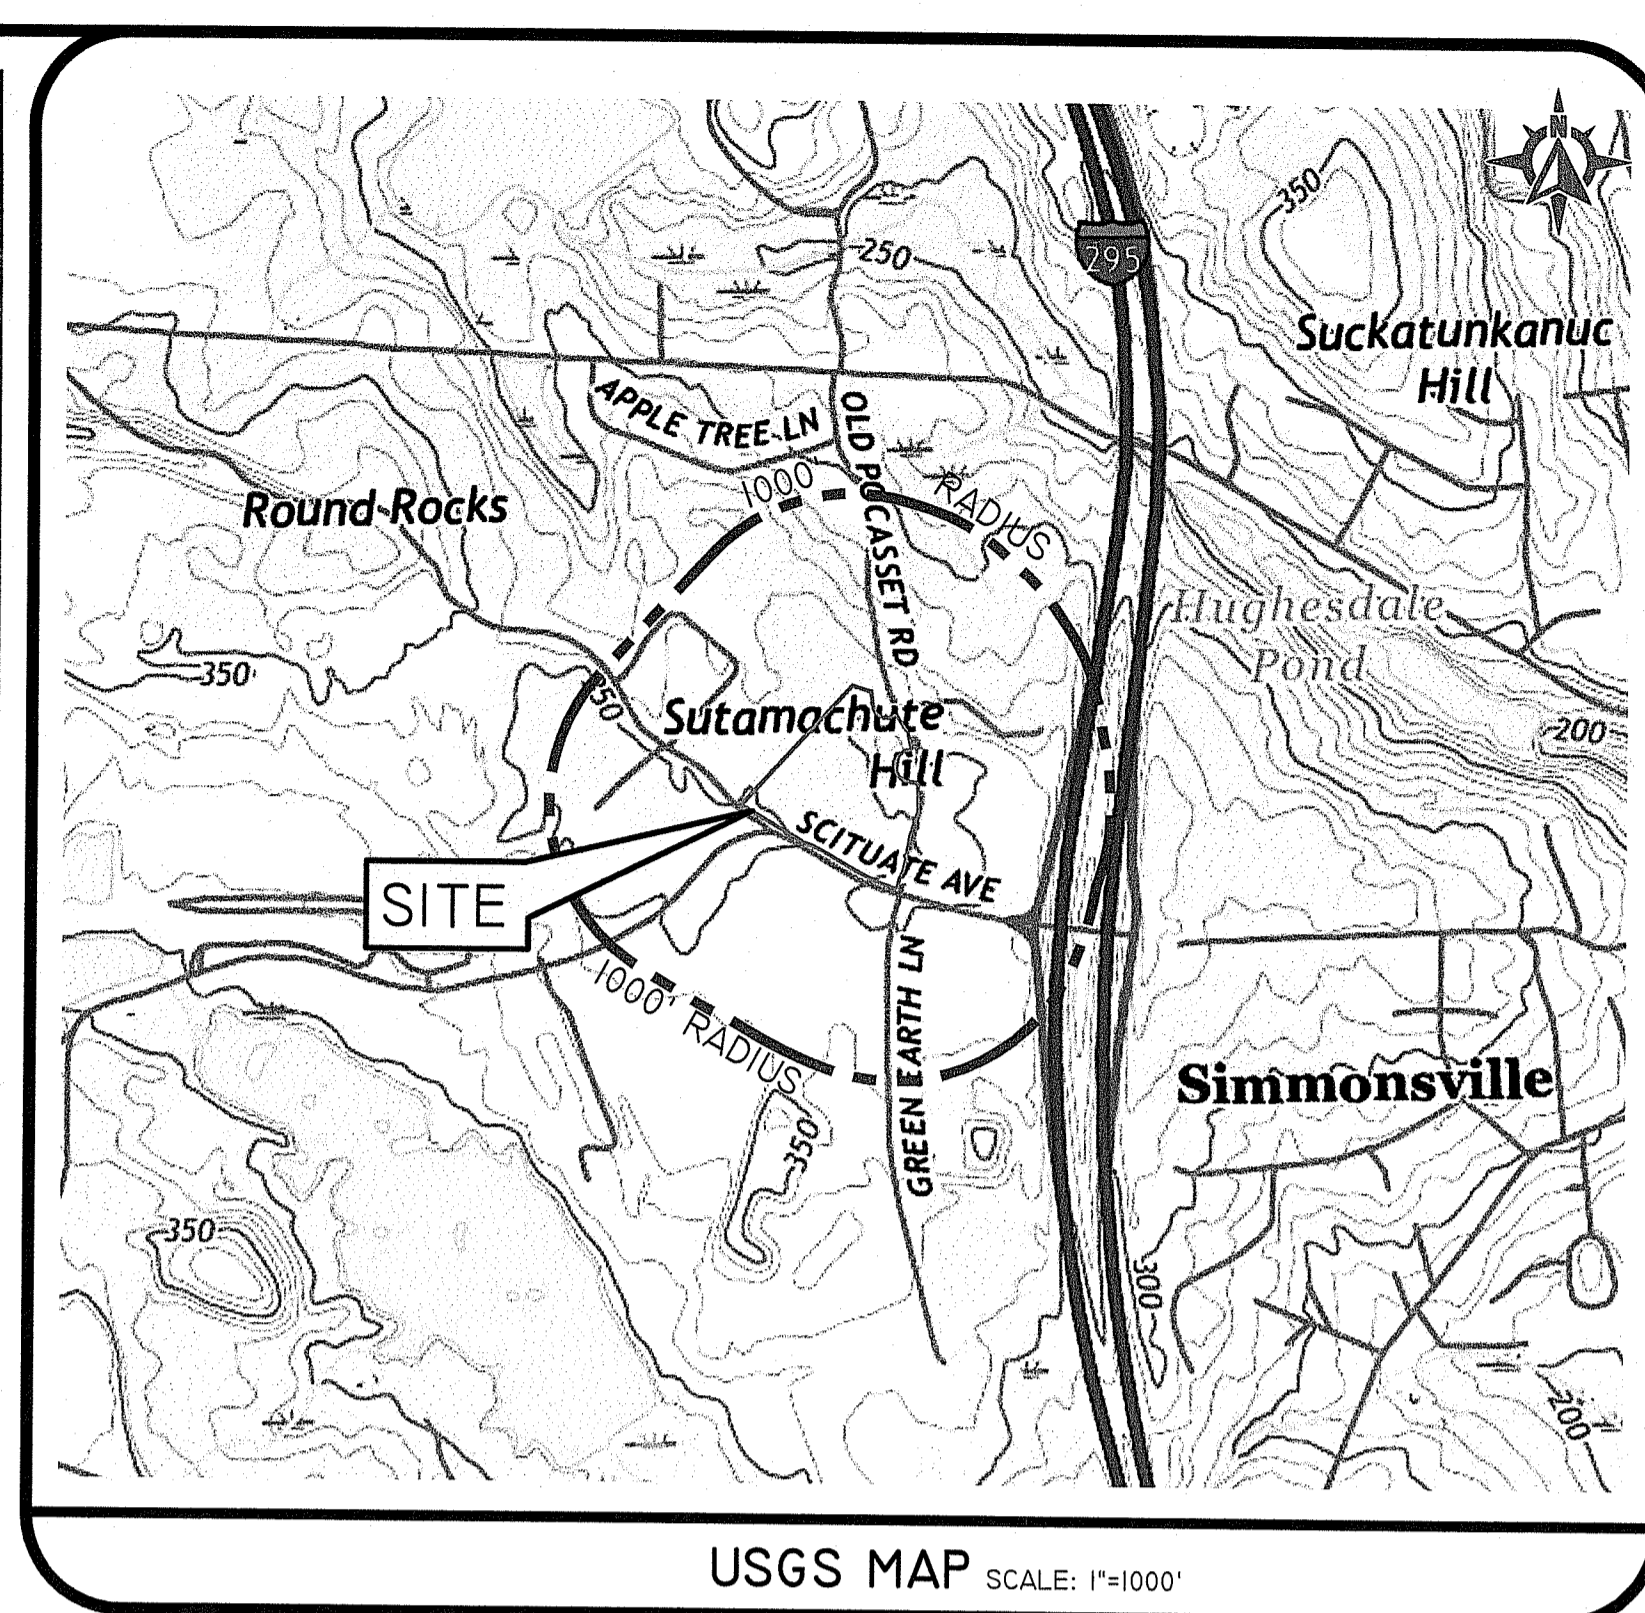 N
350
295
250
Suckatunkanuc
Hill
APPLE TREE LN
OLD POCASSET RD
1000'
RADIUS
Round Rocks
Hughesdale
Pond
350
350
Sutamachute
Hill
200
SCITUATE AVE
SITE
1000' RADIUS
GREEN EARTH LN
Simmonsville
350
350
300
200
USGS MAP SCALE: 1"=1000'